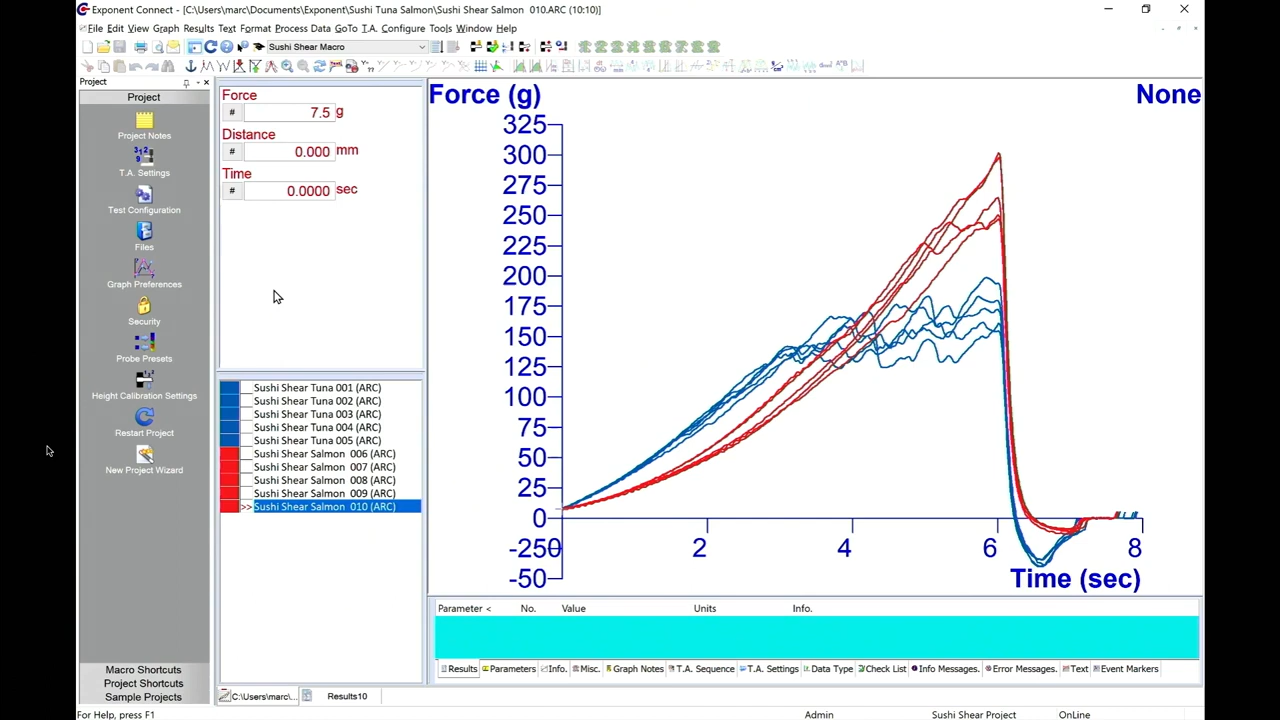 Exponent Connect - [C:\Users\marc\Documents\Exponent\Sushi Tuna Salmon\Sushi Shear Salmon  010.ARC (10:10)]
File Edit View Graph Results Text Format Process Data GoTo T.A. Configure Tools Window Help
Sushi Shear Macro
Project
Project
Project Notes
T.A. Settings
Test Configuration
Files
Graph Preferences
Security
Probe Presets
Height Calibration Settings
Restart Project
New Project Wizard
Macro Shortcuts
Project Shortcuts
Sample Projects
Force
# 7.5 g
Distance
# 0.000 mm
Time
# 0.0000 sec
Sushi Shear Tuna 001 (ARC)
Sushi Shear Tuna 002 (ARC)
Sushi Shear Tuna 003 (ARC)
Sushi Shear Tuna 004 (ARC)
Sushi Shear Tuna 005 (ARC)
Sushi Shear Salmon  006 (ARC)
Sushi Shear Salmon  007 (ARC)
Sushi Shear Salmon  008 (ARC)
Sushi Shear Salmon  009 (ARC)
>> Sushi Shear Salmon  010 (ARC)
C:\Users\marc\... Results10
Force (g) None
325
300
275
250
225
200
175
150
125
100
75
50
25
0
-25
-50
0 2 4 6 8
Time (sec)
Parameter < No. Value Units Info.
Results Parameters Info. Misc. Graph Notes T.A. Sequence T.A. Settings Data Type Check List Info Messages. Error Messages. Text Event Markers
For Help, press F1 Admin Sushi Shear Project OnLine